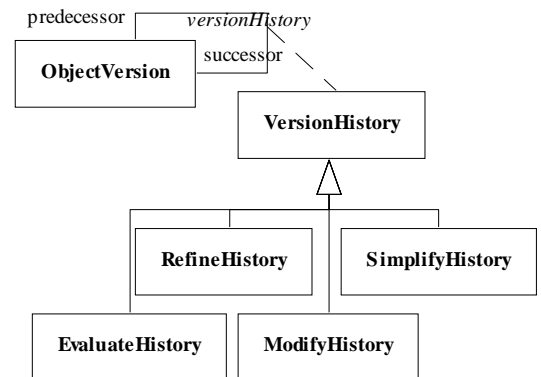 predecessor
versionHistory
successor
ObjectVersion
VersionHistory
RefineHistory
SimplifyHistory
EvaluateHistory
ModifyHistory